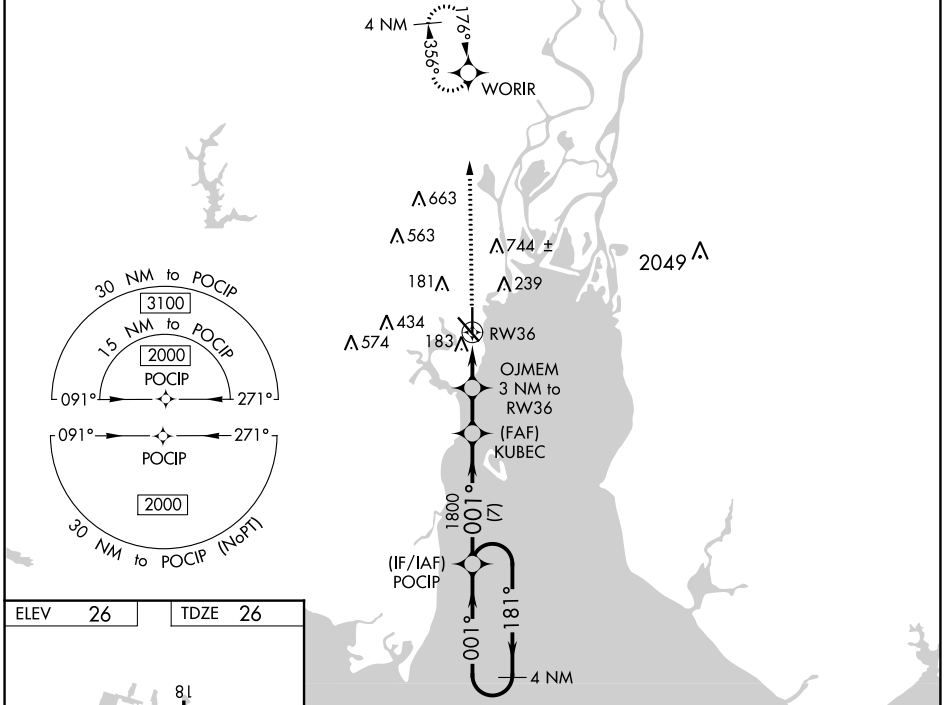 4 NM
176°
356°
WORIR
663
563
744 ±
2049
181
239
434
574
183
RW36
OJMEM
3 NM to
RW36
(FAF)
KUBEC
1800
001°
(7)
(IF/IAF)
POCIP
001°
181°
4 NM
30 NM to POCIP
3100
15 NM to POCIP
2000
POCIP
091°
271°
091°
271°
POCIP
2000
30 NM to POCIP (NoPT)
ELEV 26
TDZE 26
18